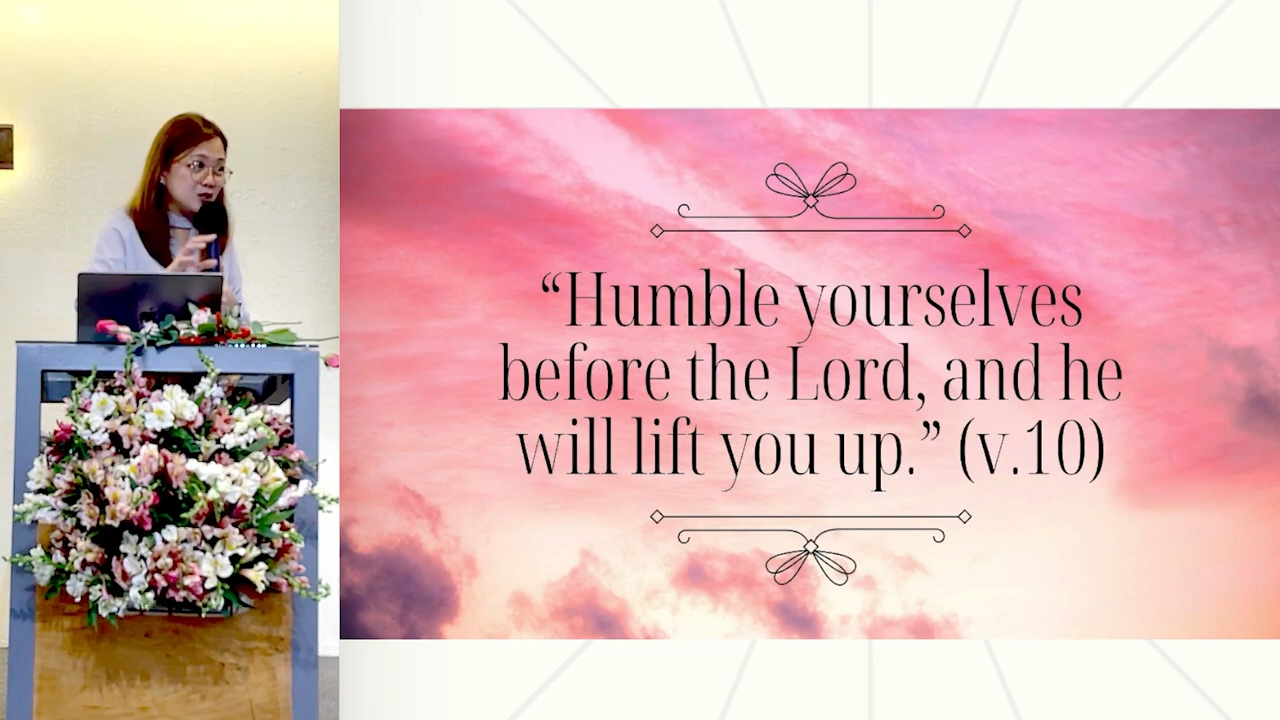 “Humble yourselves
before the Lord, and he
will lift you up.” (v.10)